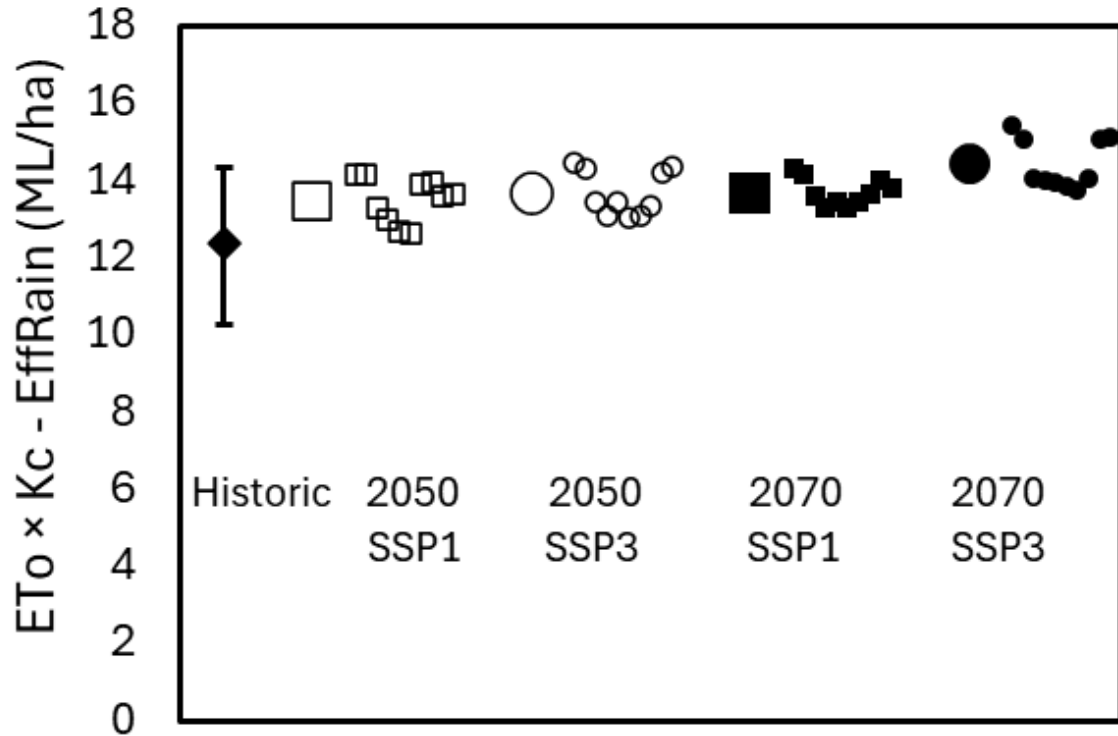 ETo × Kc - EffRain (ML/ha)
18
16
14
12
10
8
6
4
2
0
Historic
2050
SSP1
2050
SSP3
2070
SSP1
2070
SSP3